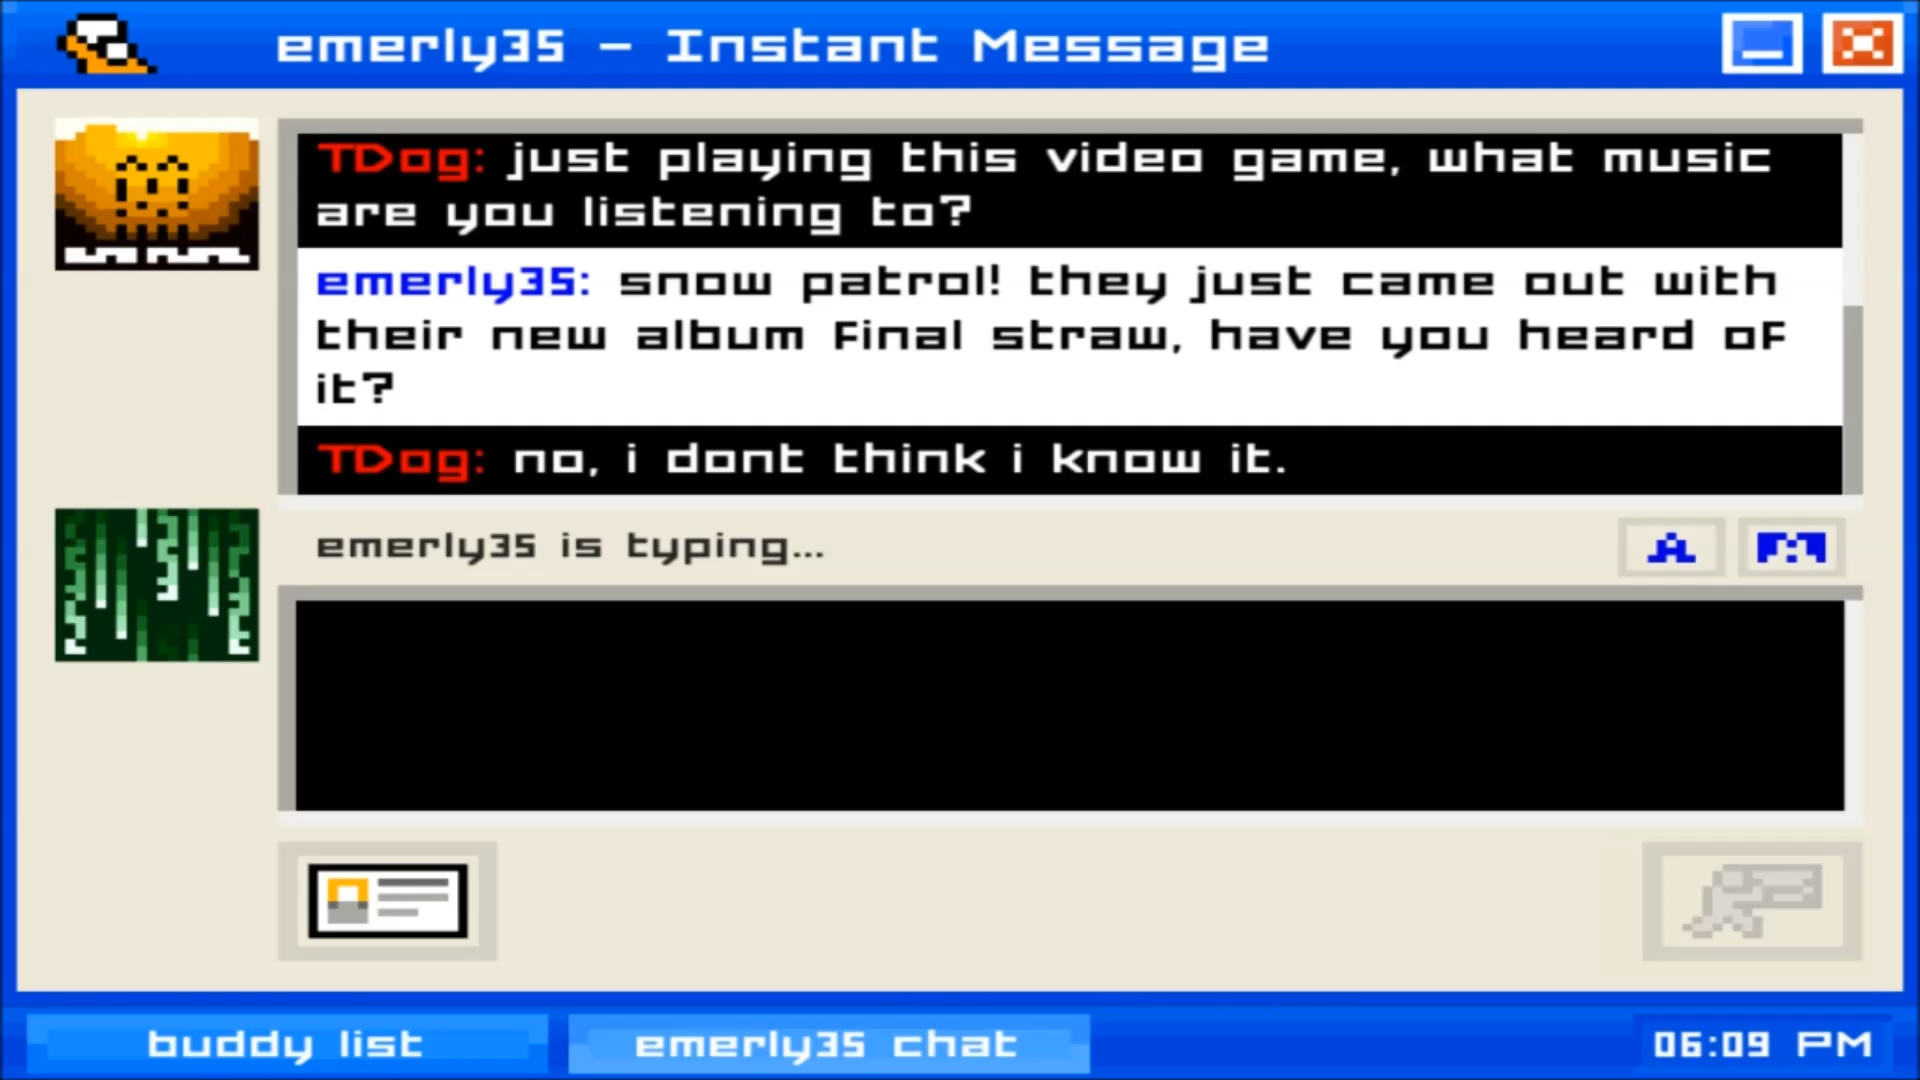 emerly35 - Instant Message
TDog: just playing this video game, what music
are you listening to?
emerly35: snow patrol! they just came out with
their new album final straw, have you heard of
it?
TDog: no, i dont think i know it.
emerly35 is typing...
A A
buddy list
emerly35 chat
06:09 PM